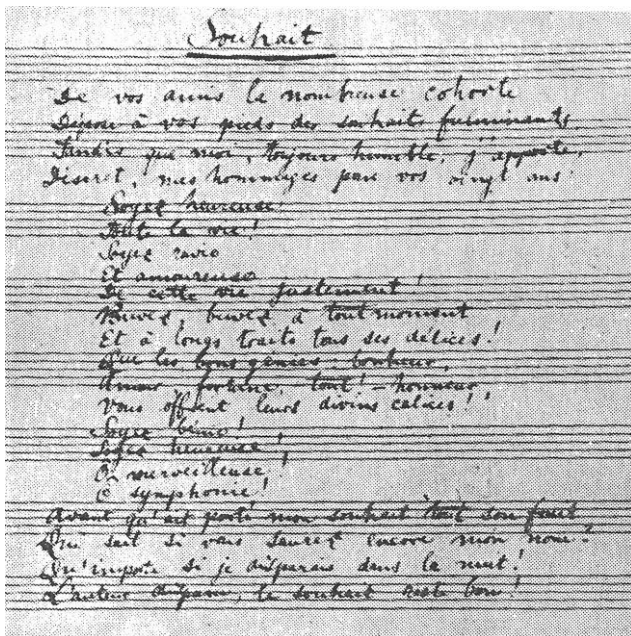 Souhait
De vos amis la nombreuse cohorte
Dépose à vos pieds des souhaits fulminants,
Tandis que moi, toujours humble, j'apporte,
Discret, mes hommages pour vos vingt ans.
Soyez heureuse
Toute la vie!
Soyez ravie
Et amoureuse
De cette vie justement!
Buvez, buvez à tout moment
Et à longs traits tous ses délices!
Que les bons génies - bonheur,
Amour, fortune, tout! - honneur,
Vous offrent leurs divins calices!
Soyez bénie!
Soyez heureuse!
Ô merveilleuse!
Ô symphonie!
Avant qu'ait porté mon souhait tout son fruit
Qui sait si vous saurez encore mon nom?
Qu'importe si je disparais dans la nuit!
L'auteur disparu, le souhait reste bon!